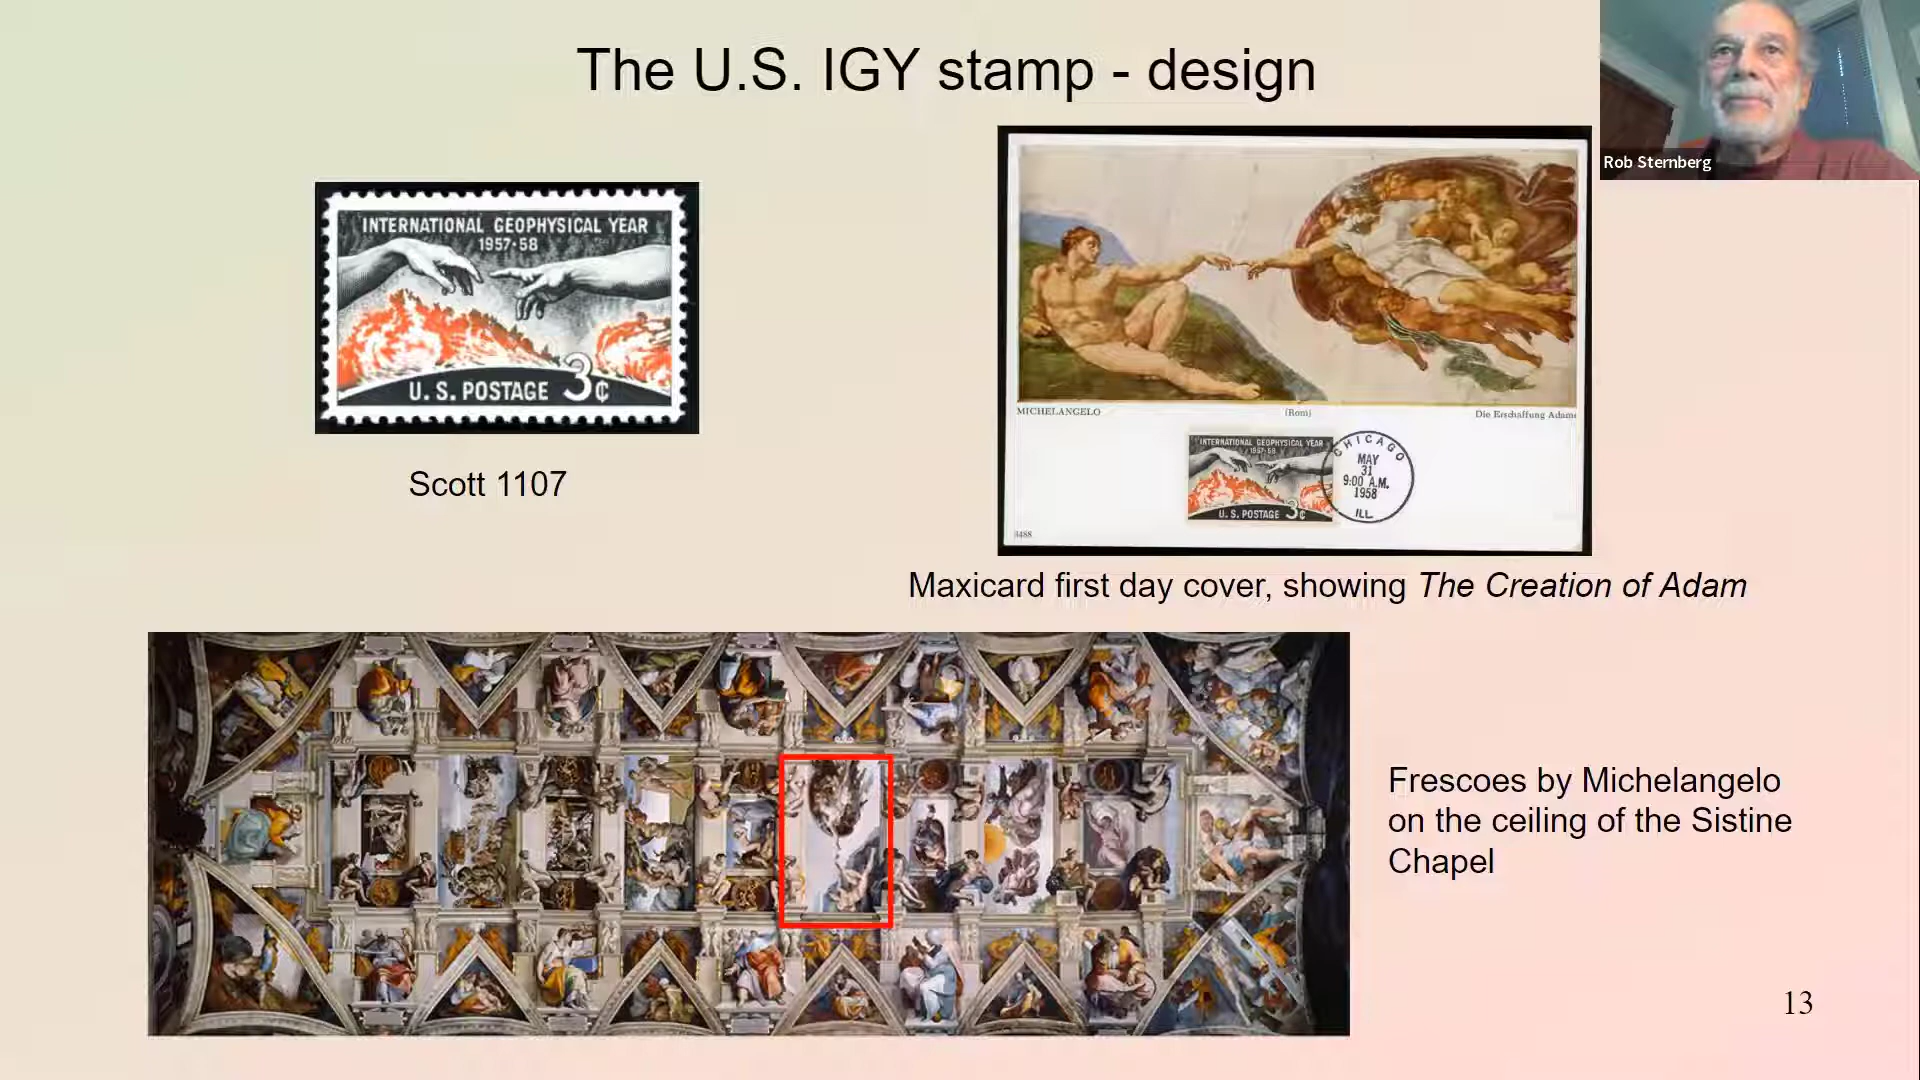 The U.S. IGY stamp - design
Rob Sternberg
INTERNATIONAL GEOPHYSICAL YEAR
1957-58
U. S. POSTAGE 3¢
Scott 1107
MICHELANGELO (Rom) Die Erschaffung Adams
INTERNATIONAL GEOPHYSICAL YEAR
1957-58
U. S. POSTAGE 3¢
CHICAGO
MAY
31
9:00 A.M.
1958
ILL.
3488
Maxicard first day cover, showing The Creation of Adam
Frescoes by Michelangelo
on the ceiling of the Sistine
Chapel
13